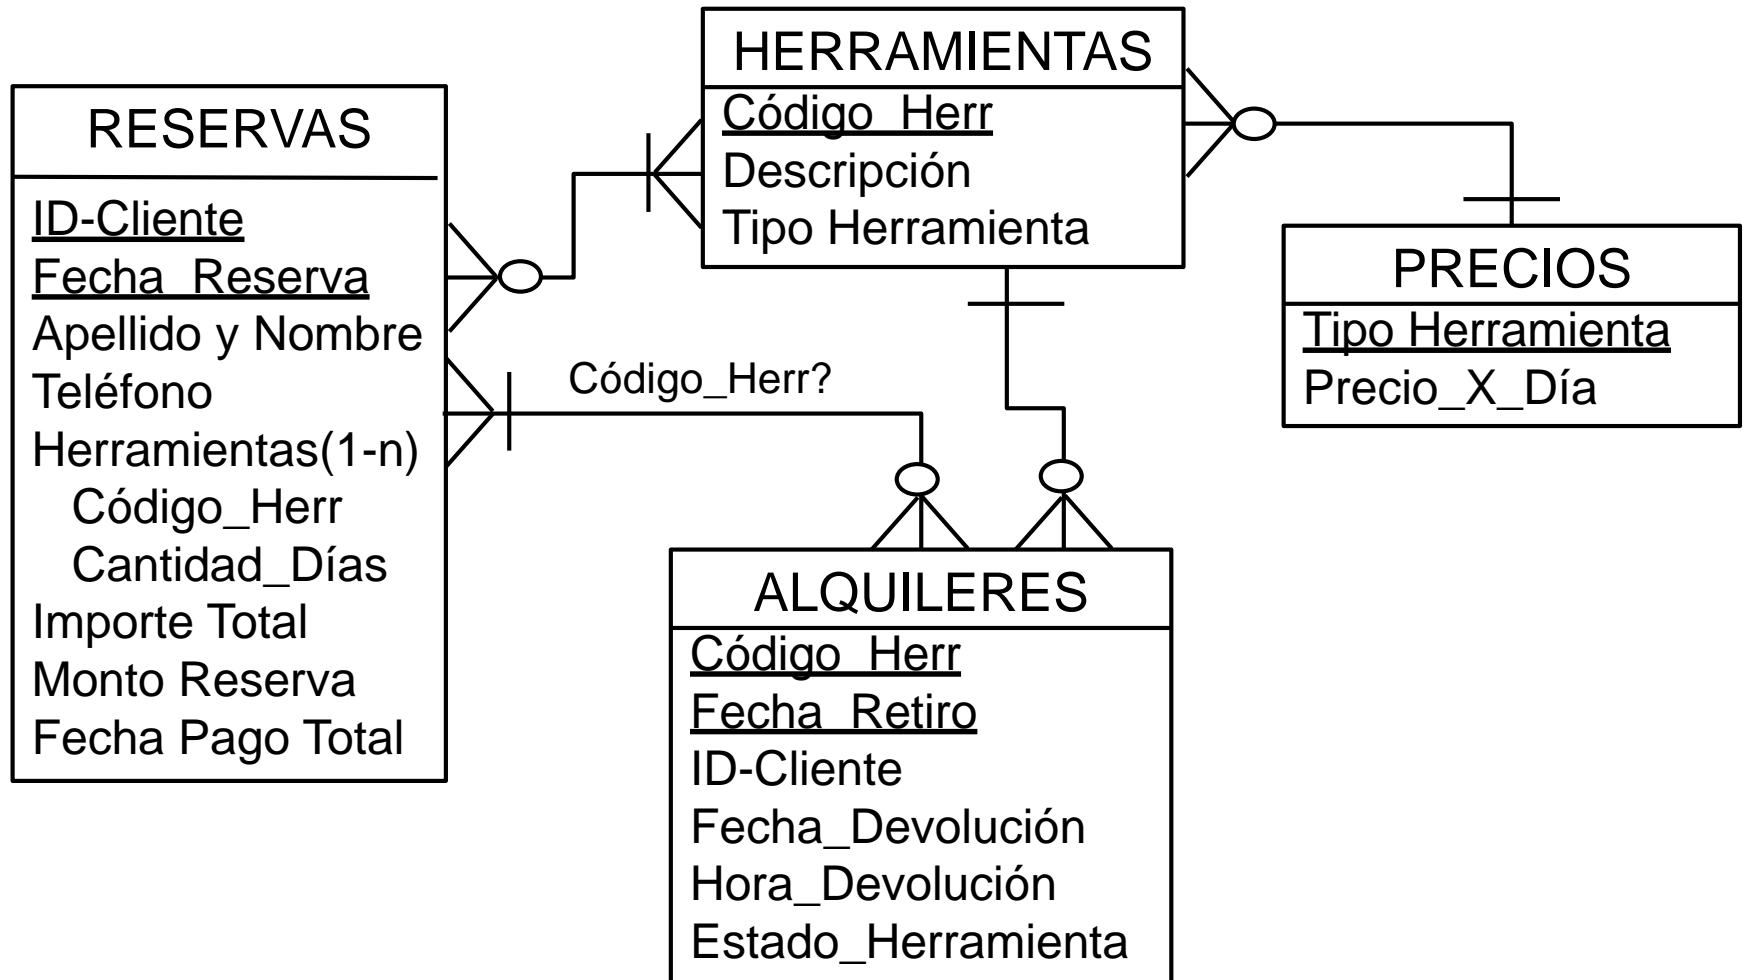 HERRAMIENTAS
Código_Herr
Descripción
Tipo Herramienta
RESERVAS
ID-Cliente
Fecha_Reserva
Apellido y Nombre
Teléfono
Herramientas(1-n)
Código_Herr
Cantidad_Días
Importe Total
Monto Reserva
Fecha Pago Total
PRECIOS
Tipo Herramienta
Precio_X_Día
Código_Herr?
ALQUILERES
Código_Herr
Fecha_Retiro
ID-Cliente
Fecha_Devolución
Hora_Devolución
Estado_Herramienta